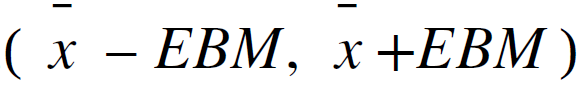 ( x̄ − EBM, x̄ +EBM )